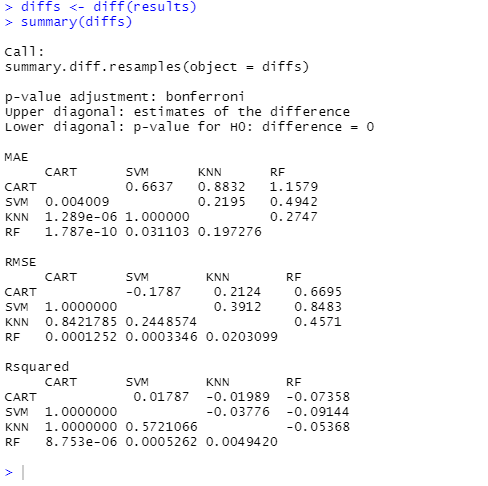 > diffs <- diff(results)
> summary(diffs)
Call:
summary.diff.resamples(object = diffs)
p-value adjustment: bonferroni
Upper diagonal: estimates of the difference
Lower diagonal: p-value for H0: difference = 0
MAE
     CART      SVM      KNN      RF
CART           0.6637   0.8832   1.1579
SVM  0.004009           0.2195   0.4942
KNN  1.289e-06 1.000000          0.2747
RF   1.787e-10 0.031103 0.197276
RMSE
     CART      SVM       KNN       RF
CART           -0.1787    0.2124    0.6695
SVM  1.0000000            0.3912    0.8483
KNN  0.8421785 0.2448574            0.4571
RF   0.0001252 0.0003346 0.0203099
Rsquared
     CART      SVM       KNN       RF
CART            0.01787  -0.01989  -0.07358
SVM  1.0000000           -0.03776  -0.09144
KNN  1.0000000 0.5721066           -0.05368
RF   8.753e-06 0.0005262 0.0049420
>